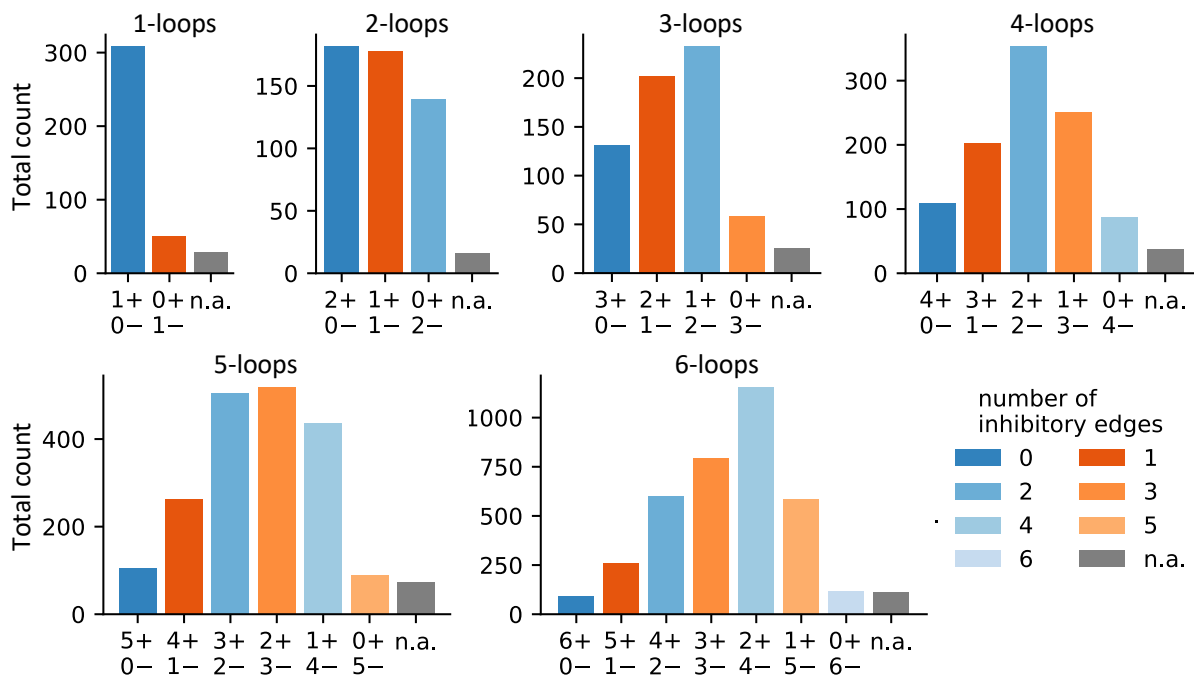 1-loops
Total count
300
200
100
0
1+ 0+ n.a.
0− 1−
2-loops
150
100
50
0
2+ 1+ 0+ n.a.
0− 1− 2−
3-loops
200
150
100
50
0
3+ 2+ 1+ 0+ n.a.
0− 1− 2− 3−
4-loops
300
200
100
0
4+ 3+ 2+ 1+ 0+ n.a.
0− 1− 2− 3− 4−
5-loops
Total count
400
200
0
5+ 4+ 3+ 2+ 1+ 0+ n.a.
0− 1− 2− 3− 4− 5−
6-loops
1000
750
500
250
0
6+ 5+ 4+ 3+ 2+ 1+ 0+ n.a.
0− 1− 2− 3− 4− 5− 6−
number of
inhibitory edges
0 1
2 3
4 5
6 n.a.